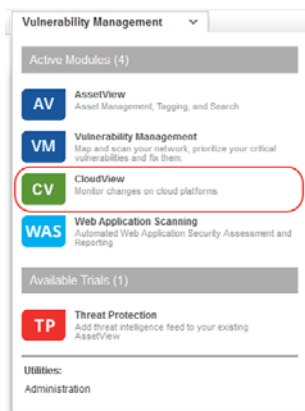 Vulnerability Management
Active Modules (4)
AV
AssetView
Asset Management, Tagging, and Search
VM
Vulnerability Management
Map and scan your network, prioritize your critical
vulnerabilities and fix them.
CV
CloudView
Monitor changes on cloud platforms
WAS
Web Application Scanning
Automated Web Application Security Assessment and
Reporting
Available Trials (1)
TP
Threat Protection
Add threat intelligence feed to your existing
AssetView
Utilities:
Administration